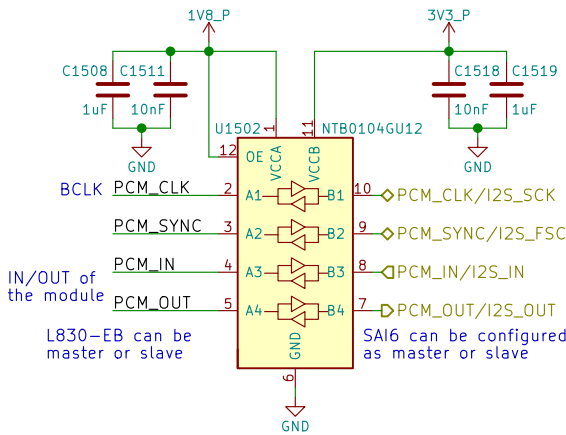 1V8_P 3V3_P
C1508 C1511 C1518 C1519
1uF 10nF 10nF 1uF
U1502 1 11 NTB0104GU12
GND GND
12 OE VCCA VCCB
BCLK PCM_CLK 2 A1 B1 10 PCM_CLK/I2S_SCK
PCM_SYNC 3 A2 B2 9 PCM_SYNC/I2S_FSC
IN/OUT of
the module
PCM_IN 4 A3 B3 8 PCM_IN/I2S_IN
PCM_OUT 5 A4 B4 7 PCM_OUT/I2S_OUT
L830-EB can be
master or slave
GND
SAI6 can be configured
as master or slave
6
GND